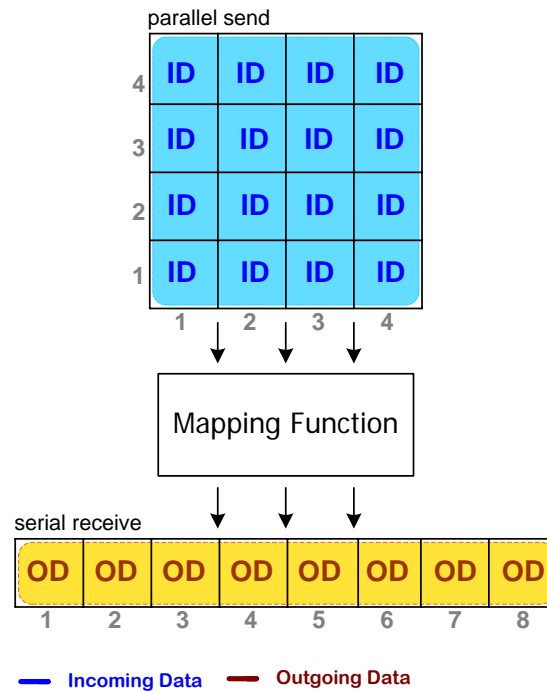 parallel send
4 ID ID ID ID
3 ID ID ID ID
2 ID ID ID ID
1 ID ID ID ID
1 2 3 4
Mapping Function
serial receive
OD OD OD OD OD OD OD OD
1 2 3 4 5 6 7 8
Incoming Data Outgoing Data